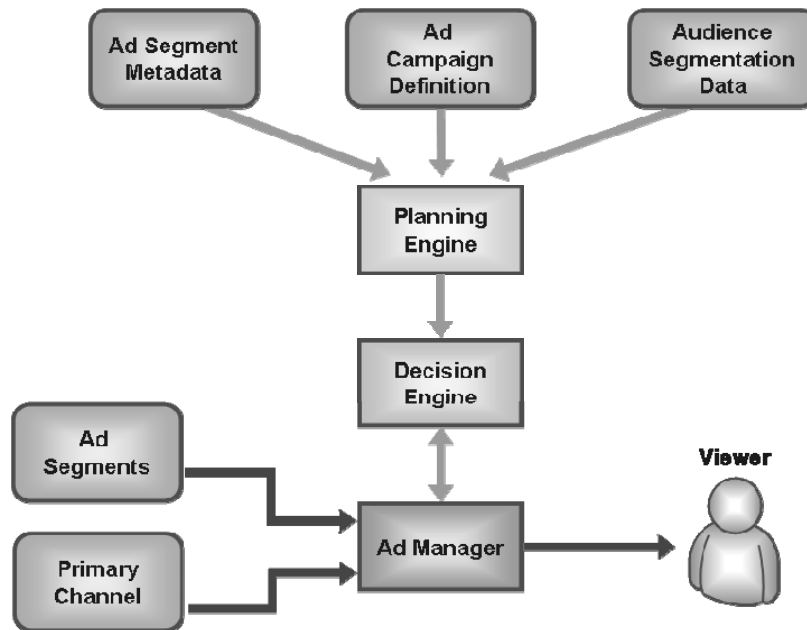 Ad Segment
Metadata
Ad
Campaign
Definition
Audience
Segmentation
Data
Planning
Engine
Decision
Engine
Ad
Segments
Viewer
Ad Manager
Primary
Channel